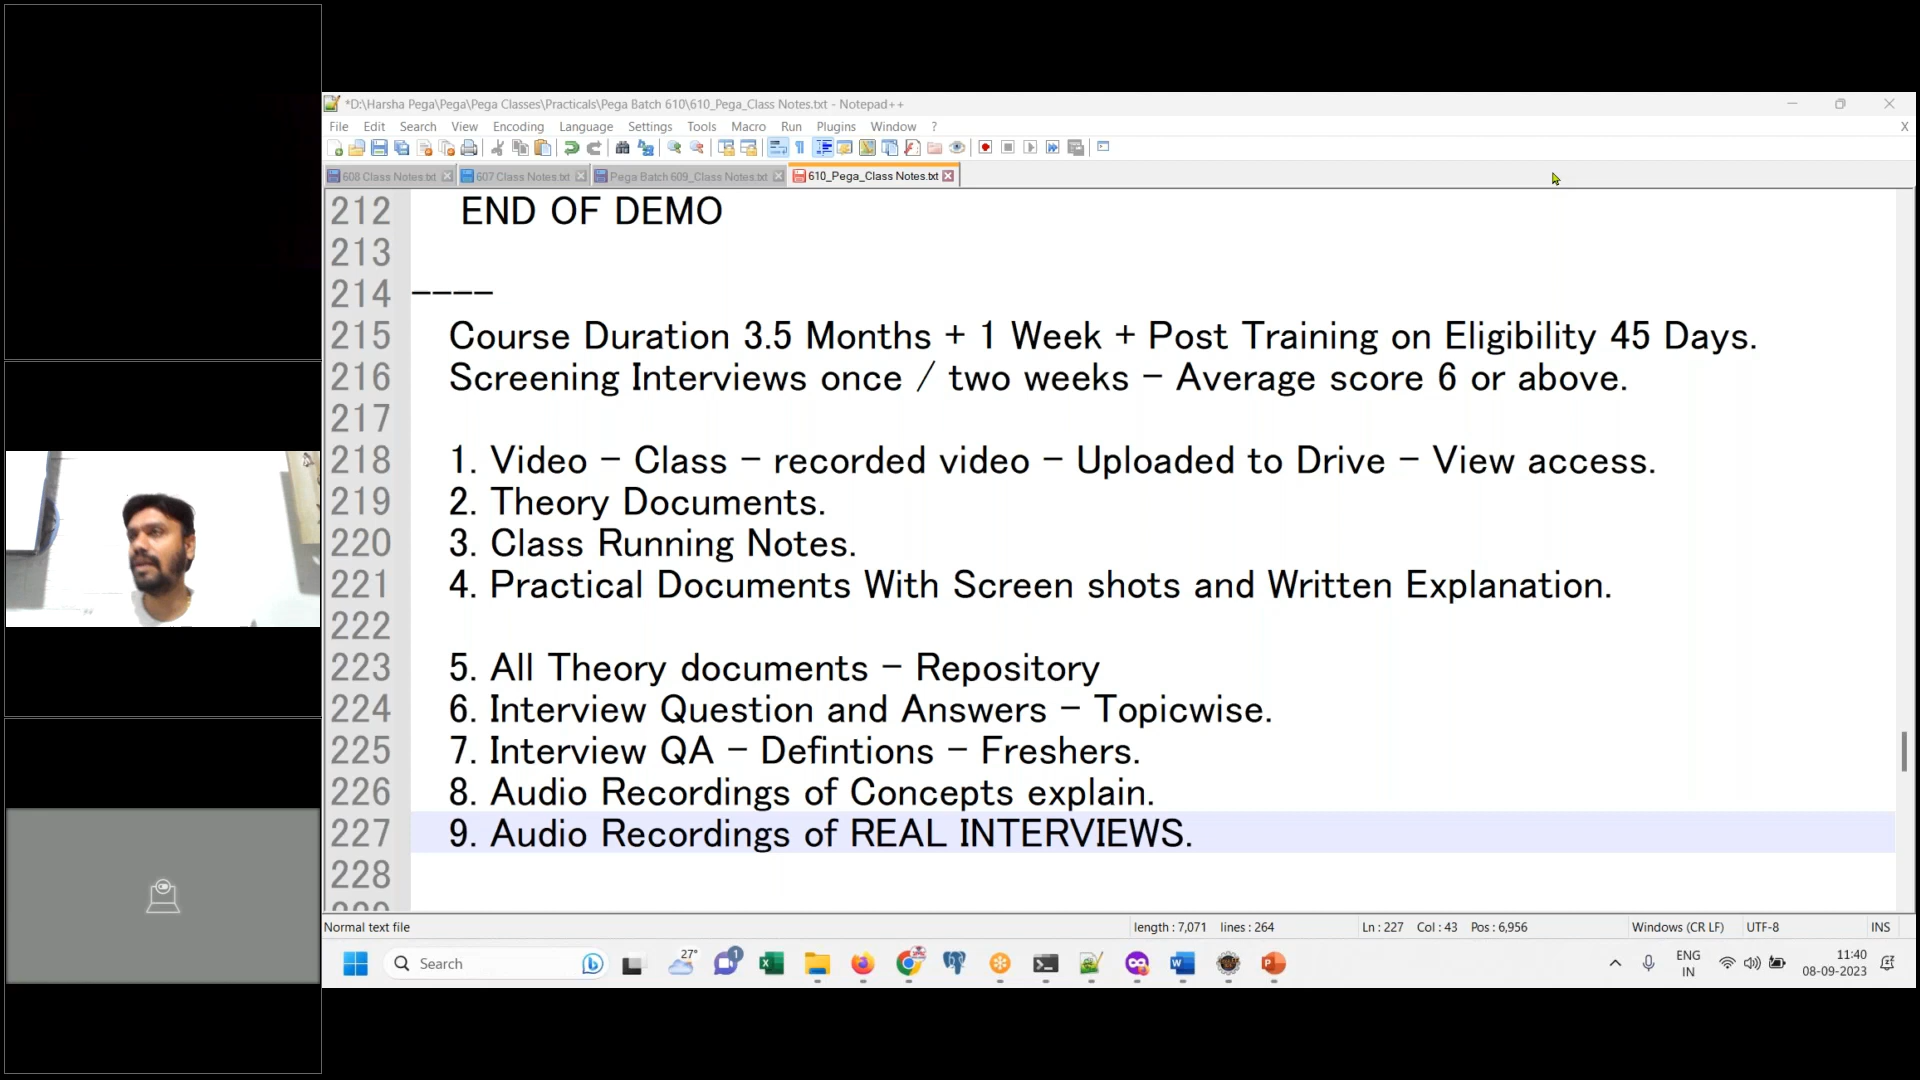 *D:\Harsha Pega\Pega\Pega Classes\Practicals\Pega Batch 610\610_Pega_Class Notes.txt - Notepad++
File Edit Search View Encoding Language Settings Tools Macro Run Plugins Window ? X
608 Class Notes.txt 607 Class Notes.txt Pega Batch 609_Class Notes.txt 610_Pega_Class Notes.txt
212 END OF DEMO
213
214 ----
215 Course Duration 3.5 Months + 1 Week + Post Training on Eligibility 45 Days.
216 Screening Interviews once / two weeks - Average score 6 or above.
217
218 1. Video - Class - recorded video - Uploaded to Drive - View access.
219 2. Theory Documents.
220 3. Class Running Notes.
221 4. Practical Documents With Screen shots and Written Explanation.
222
223 5. All Theory documents - Repository
224 6. Interview Question and Answers - Topicwise.
225 7. Interview QA - Defintions - Freshers.
226 8. Audio Recordings of Concepts explain.
227 9. Audio Recordings of REAL INTERVIEWS.
228
229
Normal text file length : 7,071 lines : 264 Ln : 227 Col : 43 Pos : 6,956 Windows (CR LF) UTF-8 INS
Search 27° 1 ENG 11:40
IN 08-09-2023